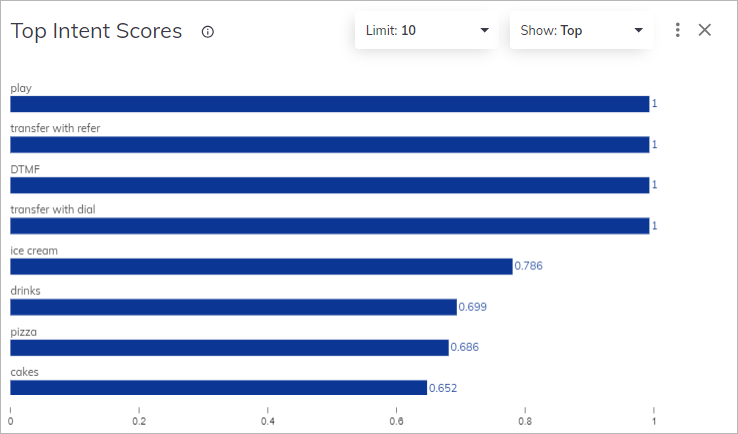 Top Intent Scores
Limit: 10
Show: Top
play
1
transfer with refer
1
DTMF
1
transfer with dial
1
ice cream
0.786
drinks
0.699
pizza
0.686
cakes
0.652
0 0.2 0.4 0.6 0.8 1